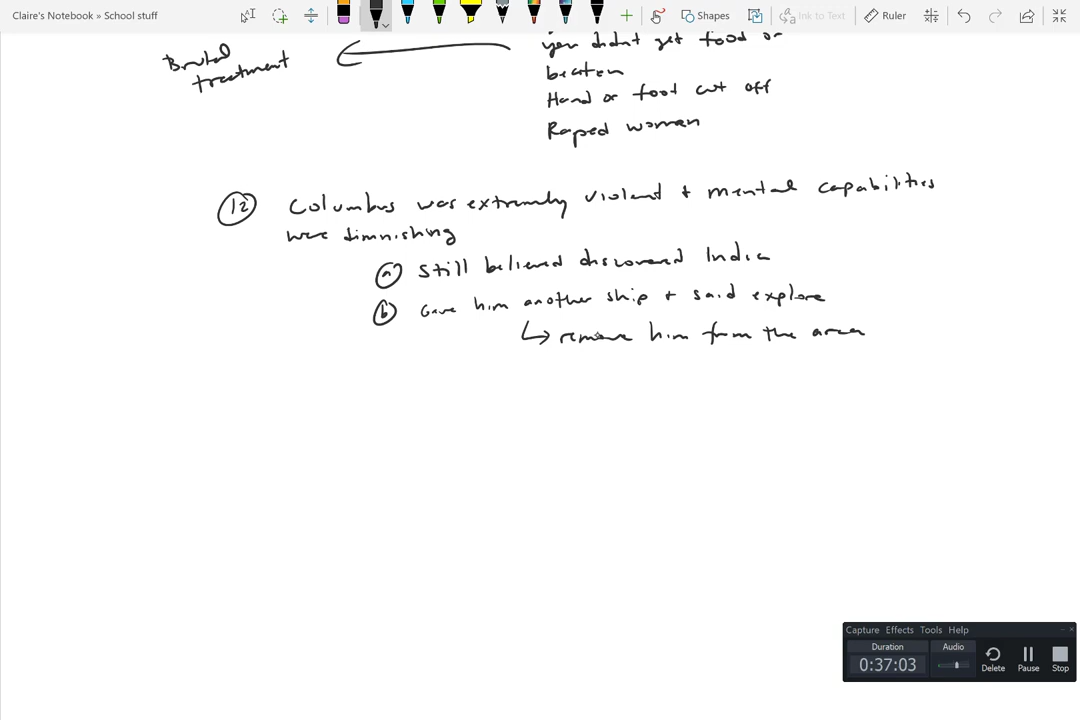 Claire's Notebook » School stuff
Shapes
Ink to Text
Ruler
you didnt get food or
beaten
Hand or foot cut off
Raped women
Brutal
treatment
12 Columbus was extremly violent + mental capabilities
were dimnishing
a) still believed discovered India
b) Gave him another ship + said explore
↳ remove him from the area
Capture Effects Tools Help
Duration Audio
0:37:03
Delete Pause Stop